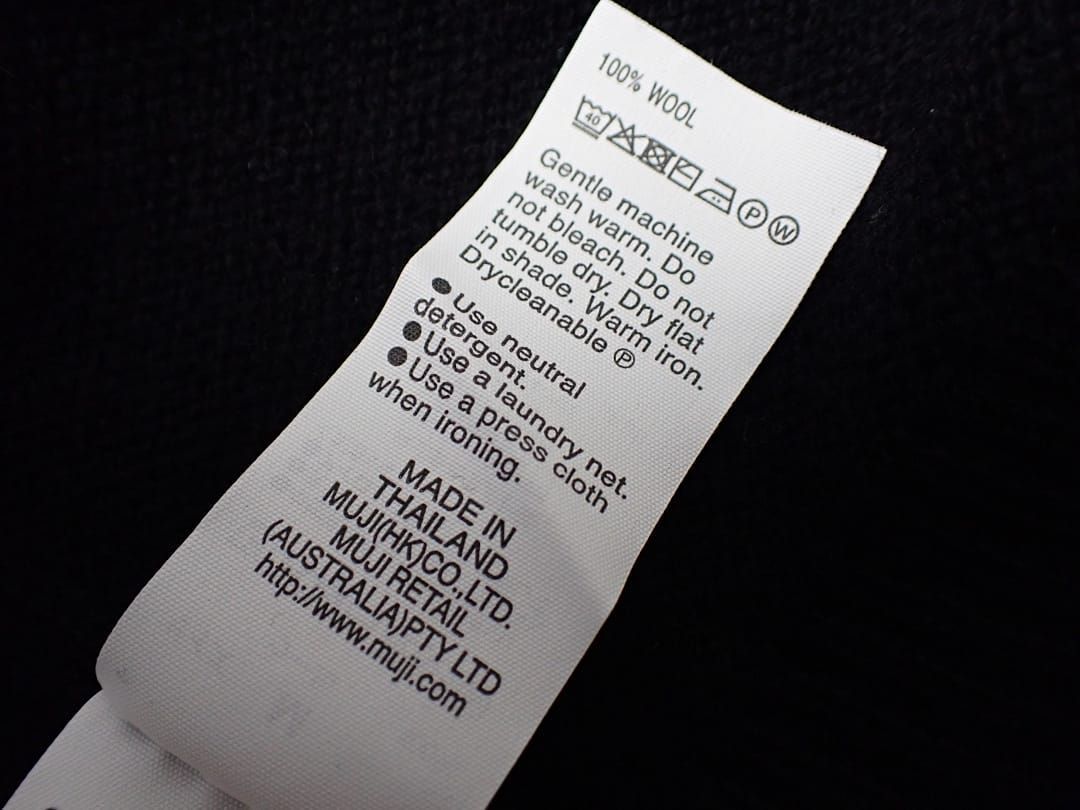 100% WOOL
40 P W
Gentle machine
wash warm. Do
not bleach. Do not
tumble dry. Dry flat
in shade. Warm iron.
Drycleanable Ⓟ
● Use neutral
detergent.
● Use a laundry net.
● Use a press cloth
when ironing.
MADE IN
THAILAND
MUJI(HK)CO.,LTD.
MUJI RETAIL
(AUSTRALIA)PTY LTD
http://www.muji.com